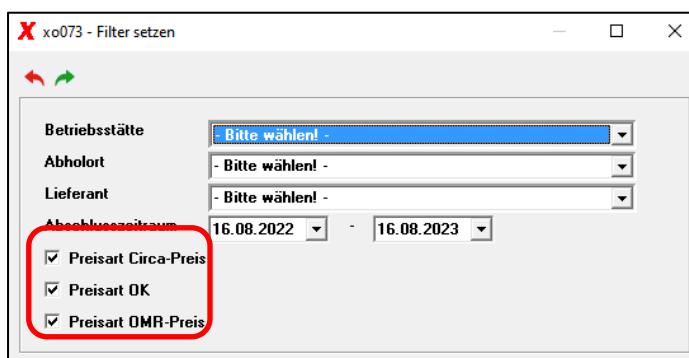 xo073 - Filter setzen
Betriebsstätte - Bitte wählen! -
Abholort - Bitte wählen! -
Lieferant - Bitte wählen! -
Abschlusszeitraum 16.08.2022 - 16.08.2023
Preisart Circa-Preis
Preisart OK
Preisart OMR-Preis